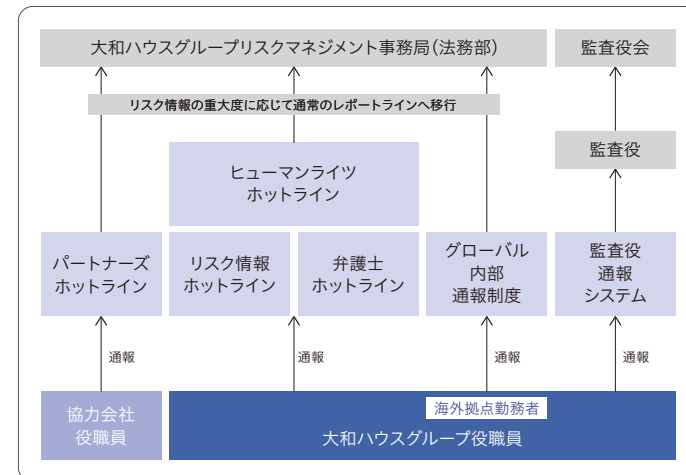 大和ハウスグループリスクマネジメント事務局(法務部)
監査役会
リスク情報の重大度に応じて通常のレポートラインへ移行
監査役
ヒューマンライツ
ホットライン
パートナーズ
ホットライン
リスク情報
ホットライン
弁護士
ホットライン
グローバル
内部
通報制度
監査役
通報
システム
通報
通報
通報
通報
協力会社
役職員
海外拠点勤務者
大和ハウスグループ役職員